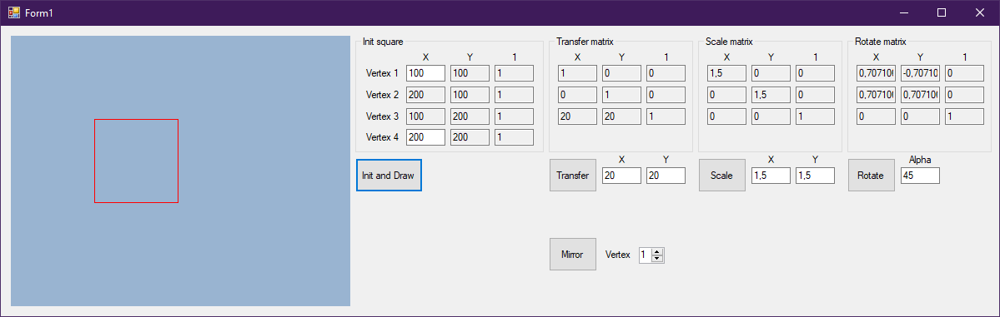 Form1
Init square Transfer matrix Scale matrix Rotate matrix
X Y 1 X Y 1 X Y 1 X Y 1
Vertex 1 100 100 1 1 0 0 1,5 0 0 0,707106 -0,7071 0
Vertex 2 200 100 1 0 1 0 0 1,5 0 0,707106 0,707106 0
Vertex 3 100 200 1 20 20 1 0 0 1 0 0 1
Vertex 4 200 200 1
X Y X Y Alpha
Init and Draw Transfer 20 20 Scale 1,5 1,5 Rotate 45
Mirror Vertex 1